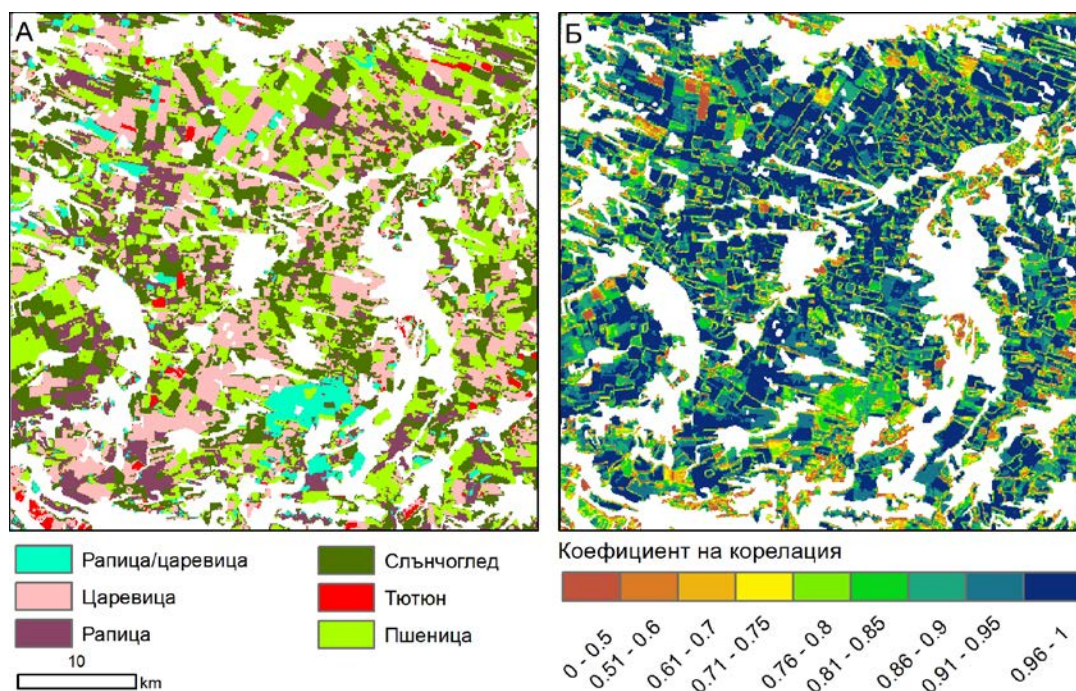 А
Б
Рапица/царевица
Царевица
Рапица
Слънчоглед
Тютюн
Пшеница
10
km
Коефициент на корелация
0 - 0.5
0.51 - 0.6
0.61 - 0.7
0.71 - 0.75
0.76 - 0.8
0.81 - 0.85
0.86 - 0.9
0.91 - 0.95
0.96 - 1